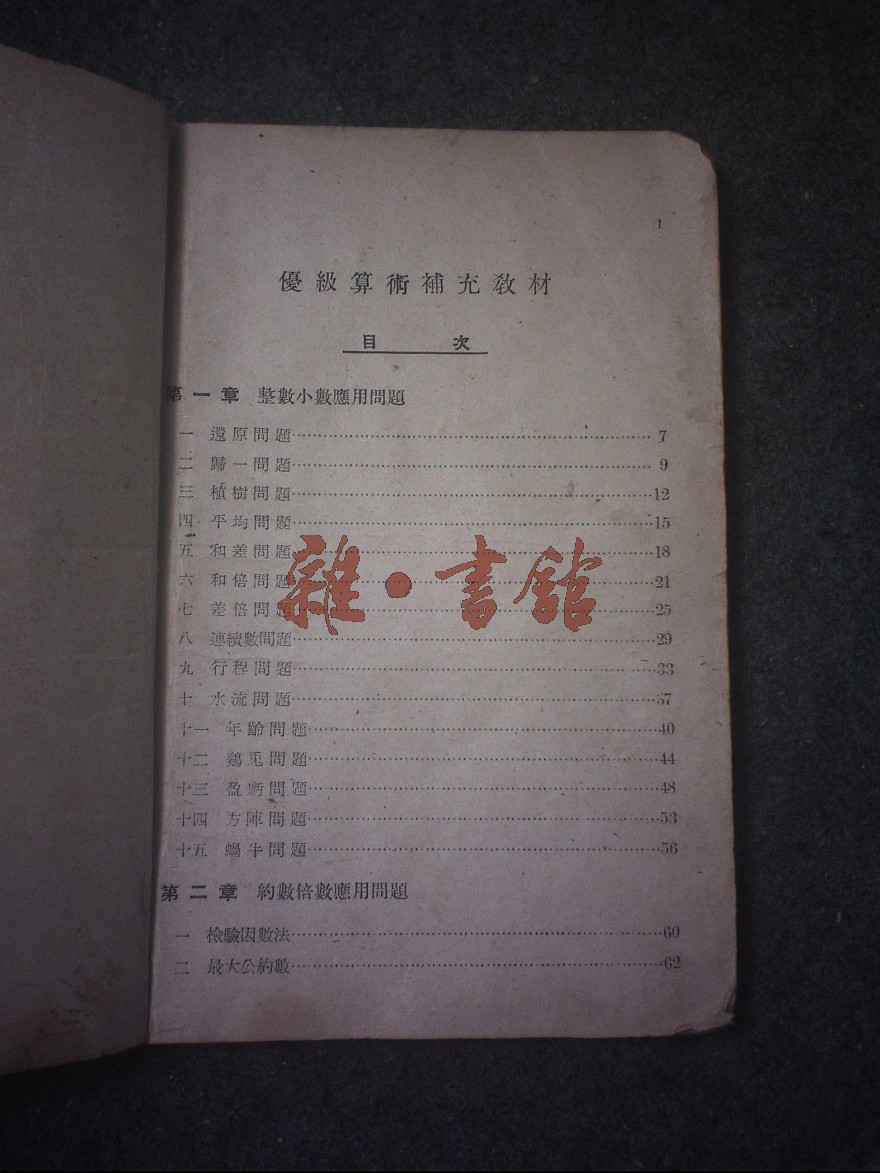 1
優級算術補充敎材
目 次
第一章 整數小數應用問題
一 還原問題……7
二 歸一問題……9
三 植樹問題……12
四 平均問題……15
五 和差問題……18
六 和倍問題……21
七 差倍問題……25
八 連續數問題……29
九 行程問題……33
十 水流問題……37
十一 年齡問題……40
十二 鷄兎問題……44
十三 盈虧問題……48
十四 方陣問題……53
十五 蝸牛問題……56
第二章 約數倍數應用問題
一 檢驗因數法……60
二 最大公約數……62
雜·書館